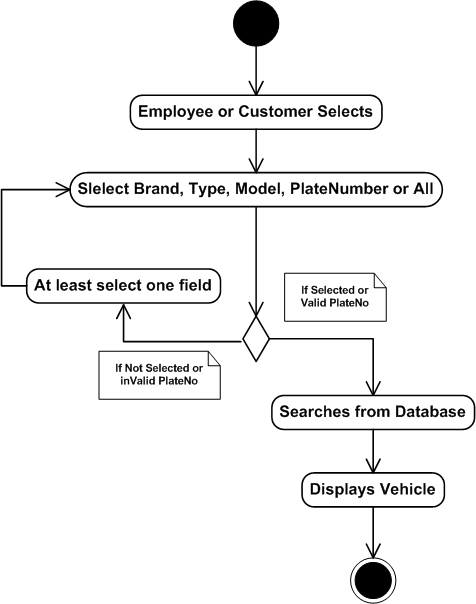 Employee or Customer Selects
Slelect Brand, Type, Model, PlateNumber or All
At least select one field
If Selected or
Valid PlateNo
If Not Selected or
inValid PlateNo
Searches from Database
Displays Vehicle